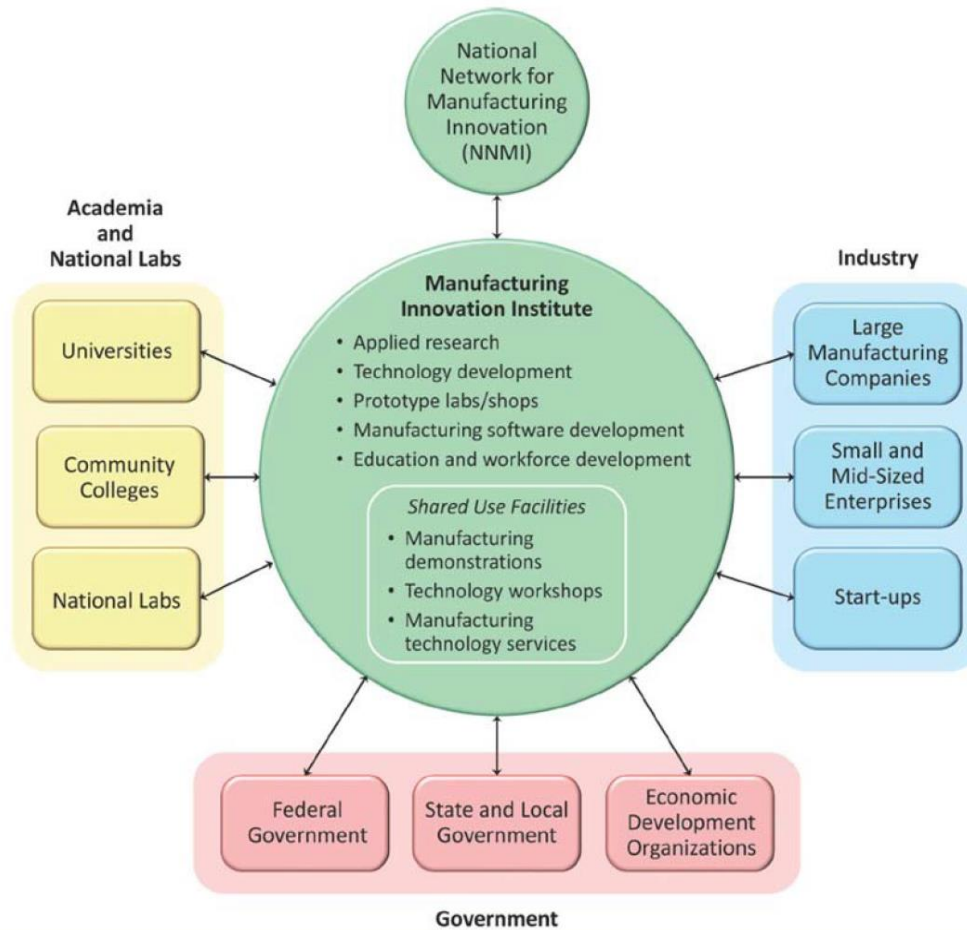 National
Network for
Manufacturing
Innovation
(NNMI)
Academia
and
National Labs
Universities
Community
Colleges
National Labs
Manufacturing
Innovation Institute
• Applied research
• Technology development
• Prototype labs/shops
• Manufacturing software development
• Education and workforce development
Shared Use Facilities
• Manufacturing
demonstrations
• Technology workshops
• Manufacturing
technology services
Industry
Large
Manufacturing
Companies
Small and
Mid-Sized
Enterprises
Start-ups
Federal
Government
State and Local
Government
Economic
Development
Organizations
Government